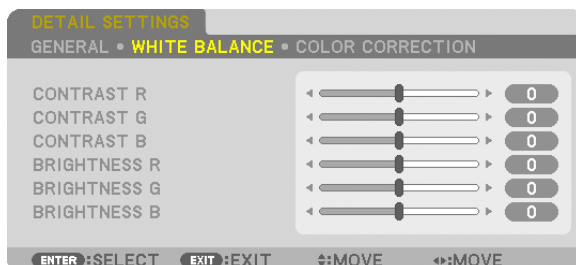 DETAIL SETTINGS
GENERAL • WHITE BALANCE • COLOR CORRECTION
CONTRAST R 0
CONTRAST G 0
CONTRAST B 0
BRIGHTNESS R 0
BRIGHTNESS G 0
BRIGHTNESS B 0
ENTER :SELECT EXIT :EXIT :MOVE :MOVE